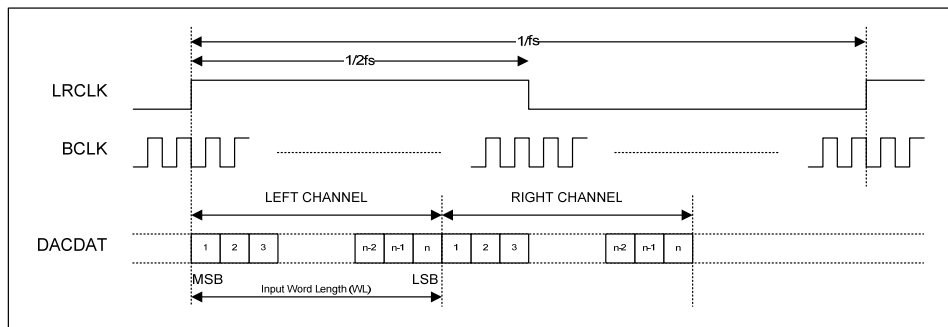 1/fs
1/2fs
LRCLK
BCLK
LEFT CHANNEL RIGHT CHANNEL
DACDAT 1 2 3 n-2 n-1 n 1 2 3 n-2 n-1 n
MSB LSB
Input Word Length (WL)